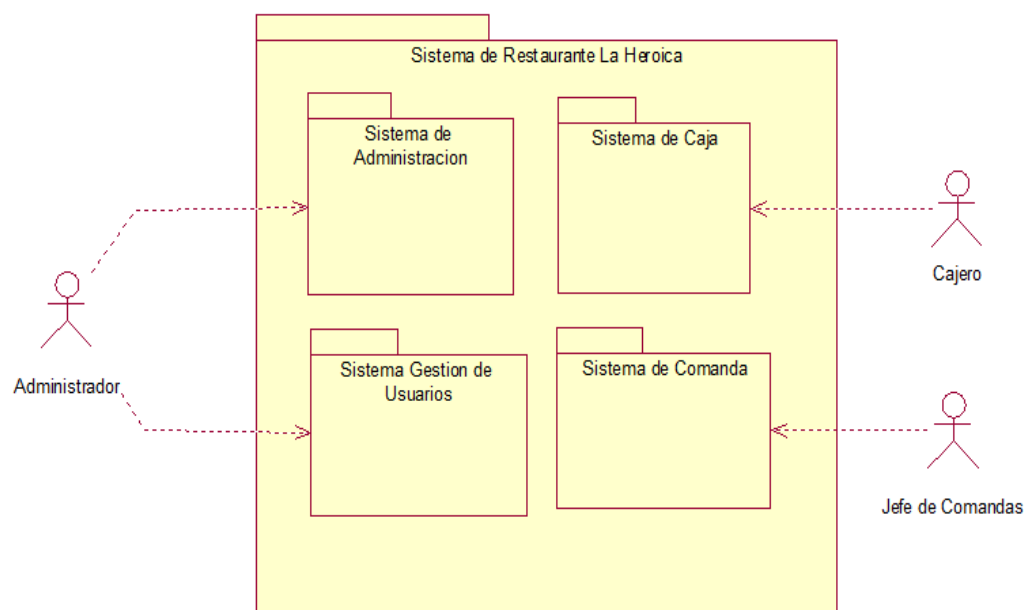 Sistema de Restaurante La Heroica
Sistema de
Administracion
Sistema de Caja
Cajero
Administrador
Sistema Gestion de
Usuarios
Sistema de Comanda
Jefe de Comandas